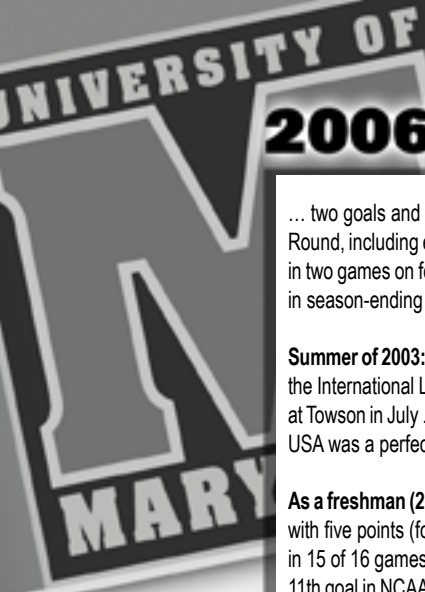 UNIVERSITY OF
MARY
2006
… two goals and
Round, including
in two games on
in season-ending
Summer of 2003:
the International L
at Towson in July
USA was a perfec
As a freshman (2
with five points (fo
in 15 of 16 games
11th goal in NCAA